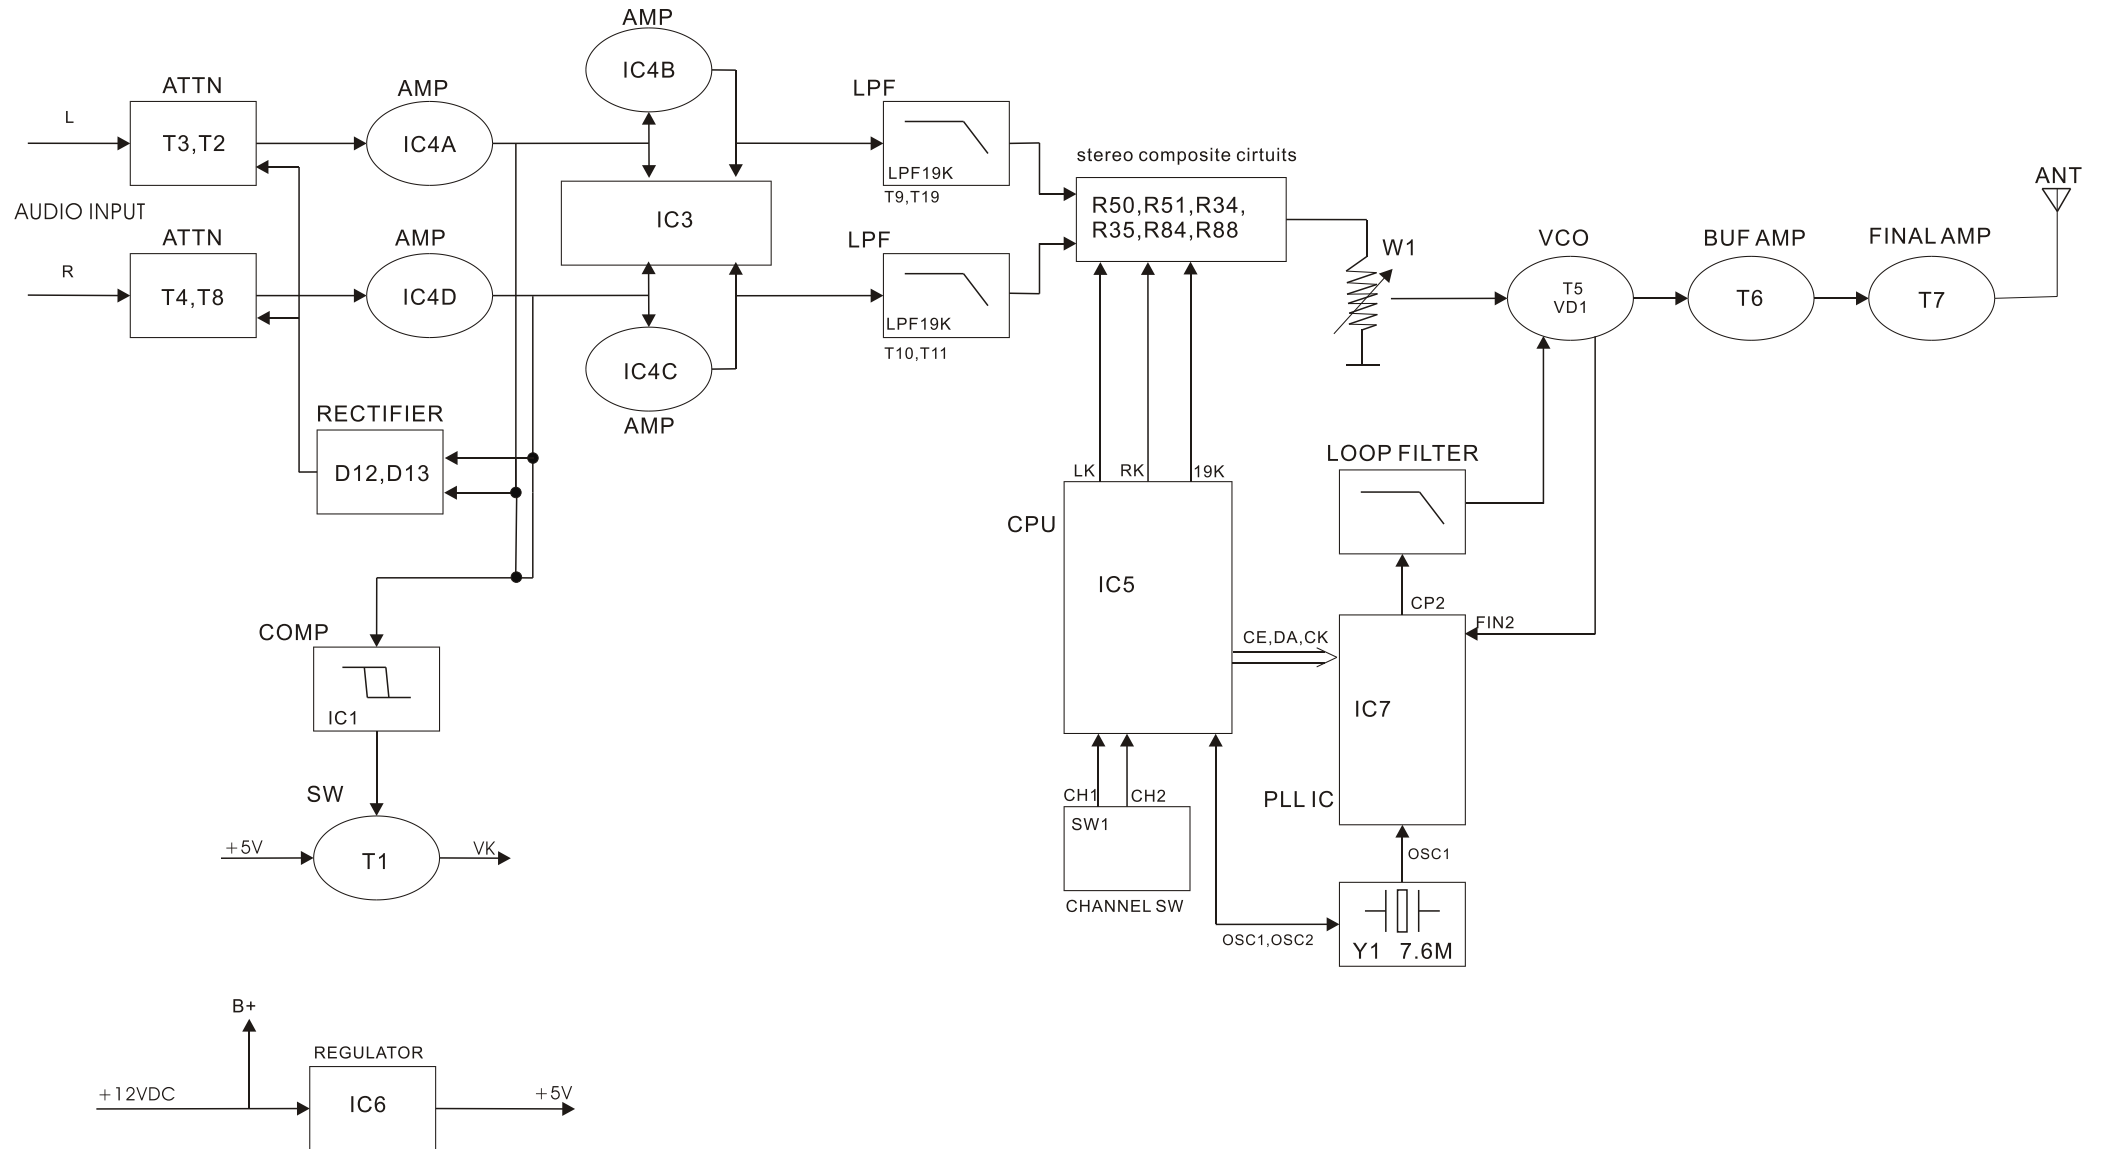 AMP
IC4B
ATTN
AMP
LPF
L
T3,T2
IC4A
LPF19K
T9,T19
stereo composite cirtuits
ANT
R50,R51,R34,
R35,R84,R88
AUDIO INPUT
IC3
ATTN
AMP
LPF
W1
VCO
BUF AMP
FINAL AMP
R
T4,T8
IC4D
LPF19K
T10,T11
T5
VD1
T6
T7
IC4C
AMP
RECTIFIER
D12,D13
LOOP FILTER
LK
RK
19K
CPU
IC5
CP2
FIN2
CE,DA,CK
COMP
IC1
IC7
SW
CH1
CH2
PLL IC
SW1
+5V
T1
VK
OSC1
CHANNEL SW
OSC1,OSC2
Y1 7.6M
B+
REGULATOR
+12VDC
IC6
+5V